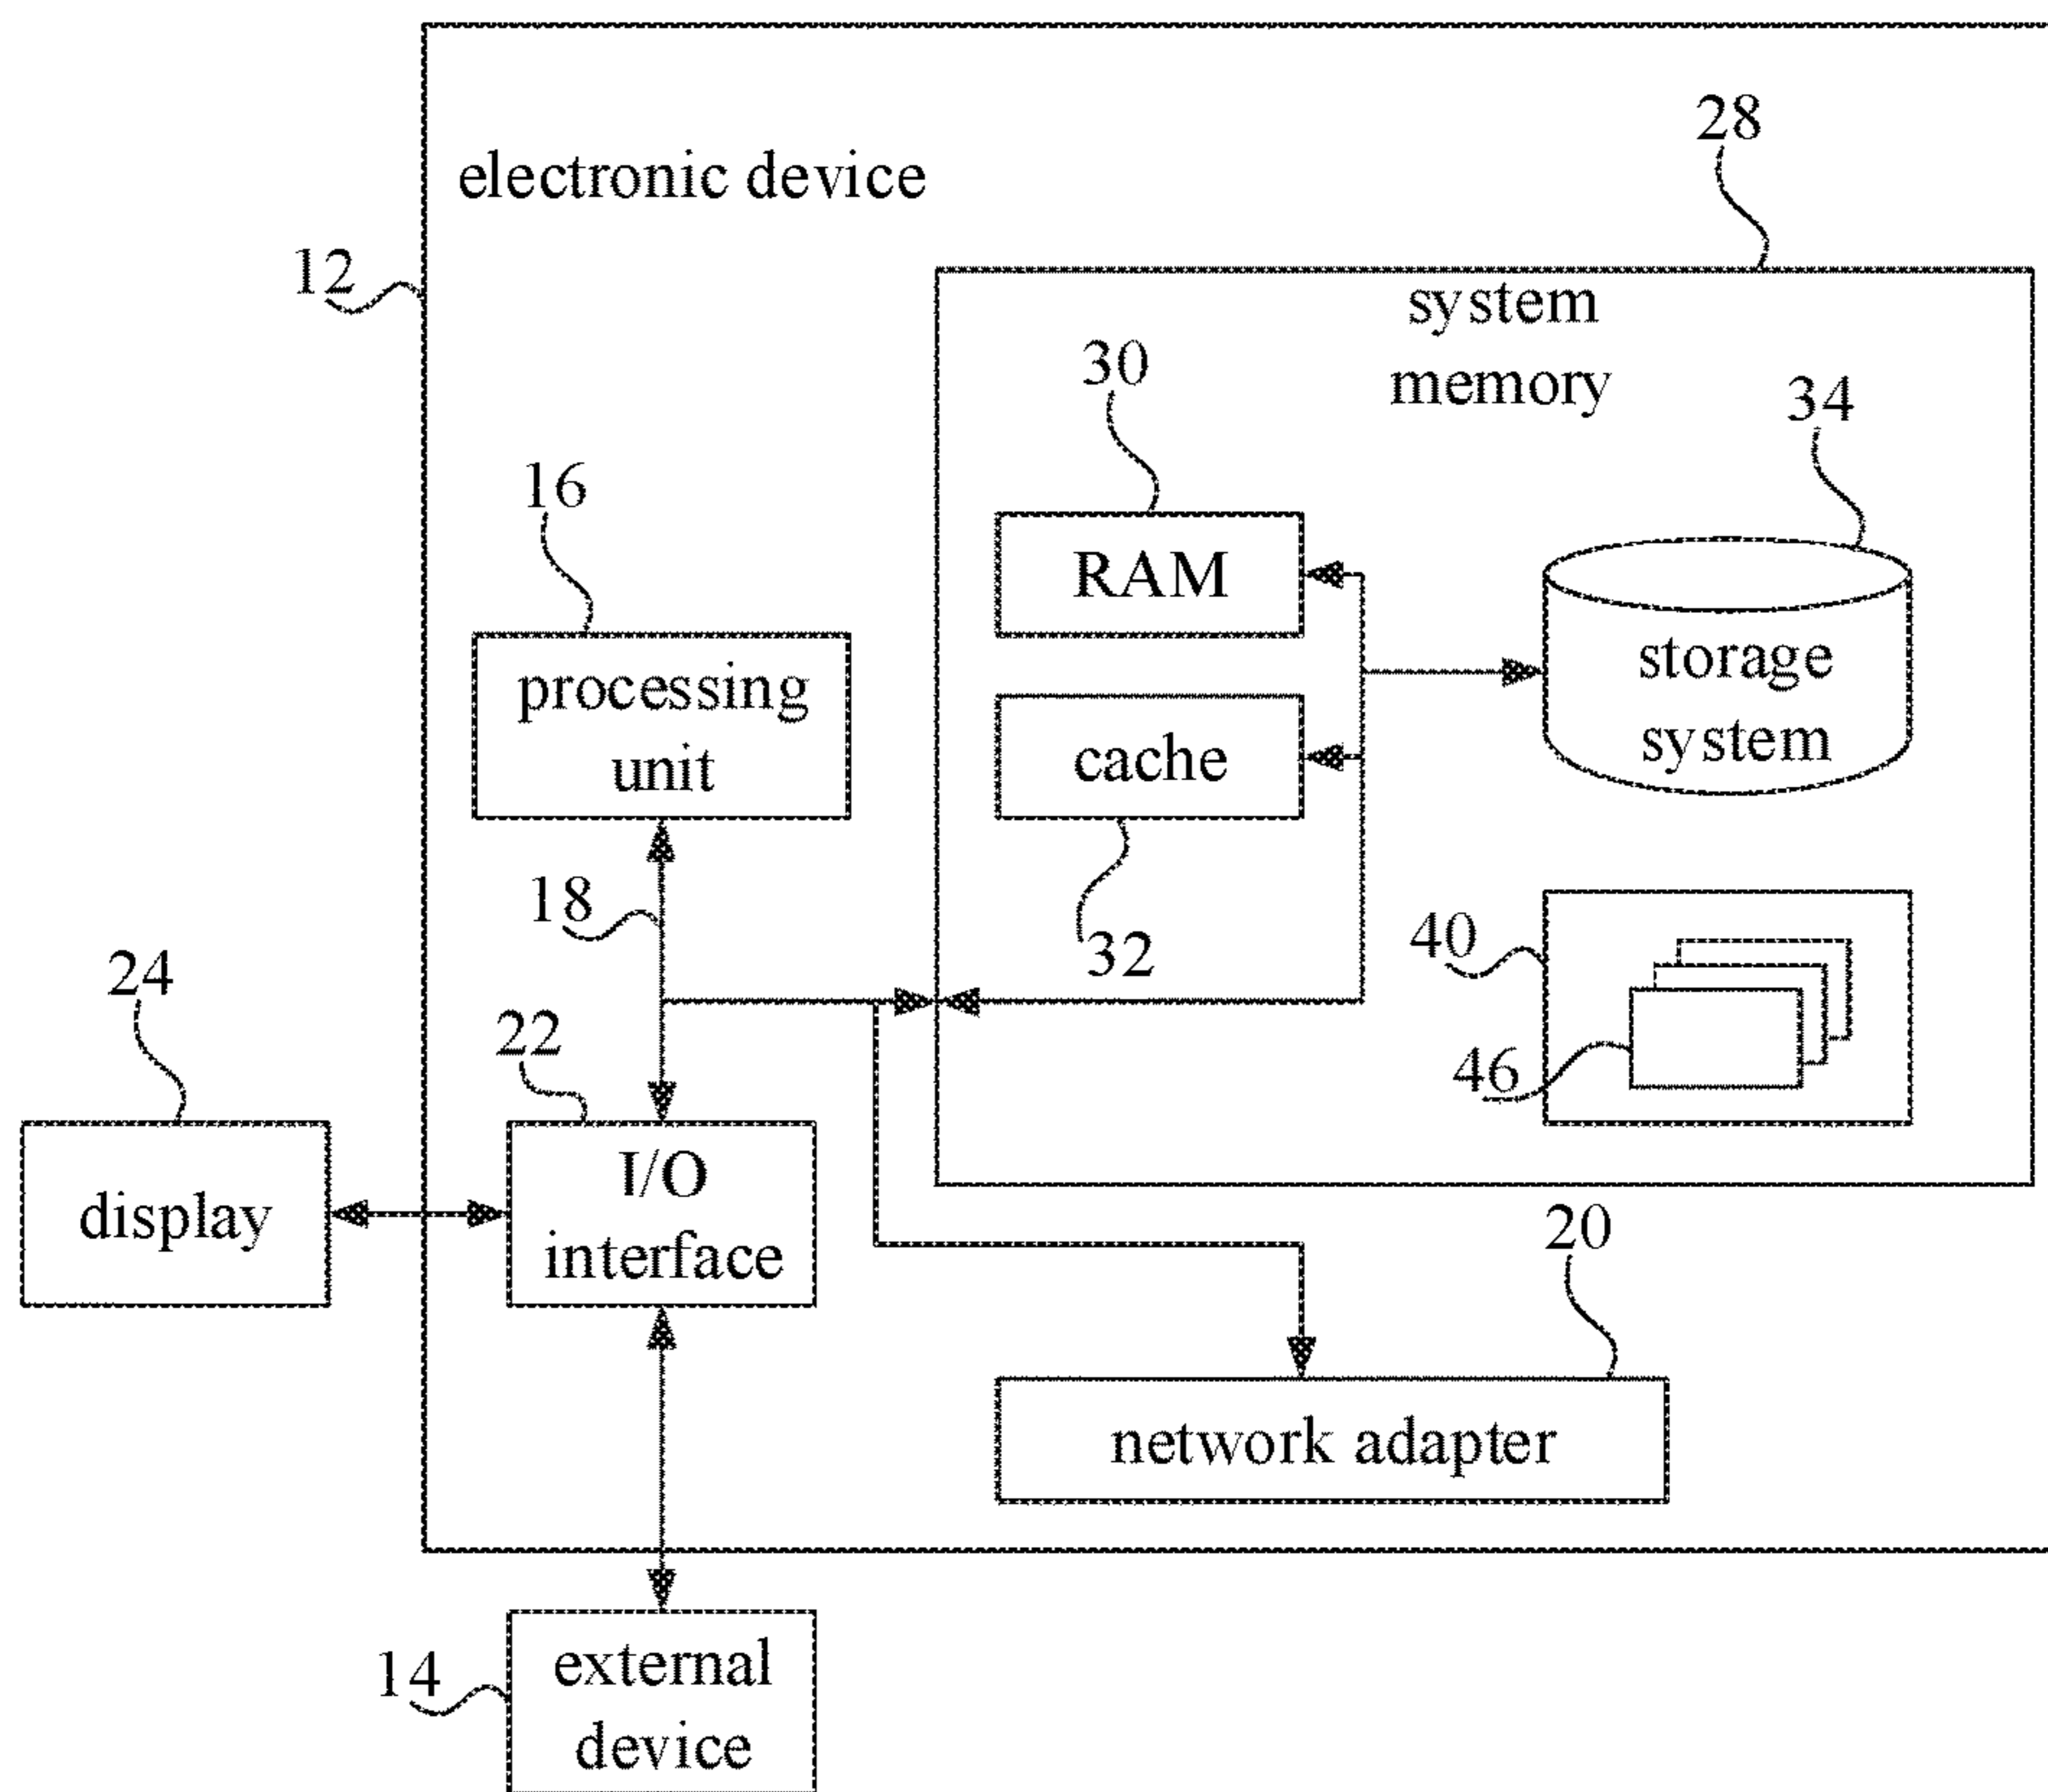 28
electronic device
12
system
memory
30
34
16
RAM
processing
unit
storage
system
cache
18
32
40
24
22
46
I/O
interface
display
20
network adapter
14
external
device